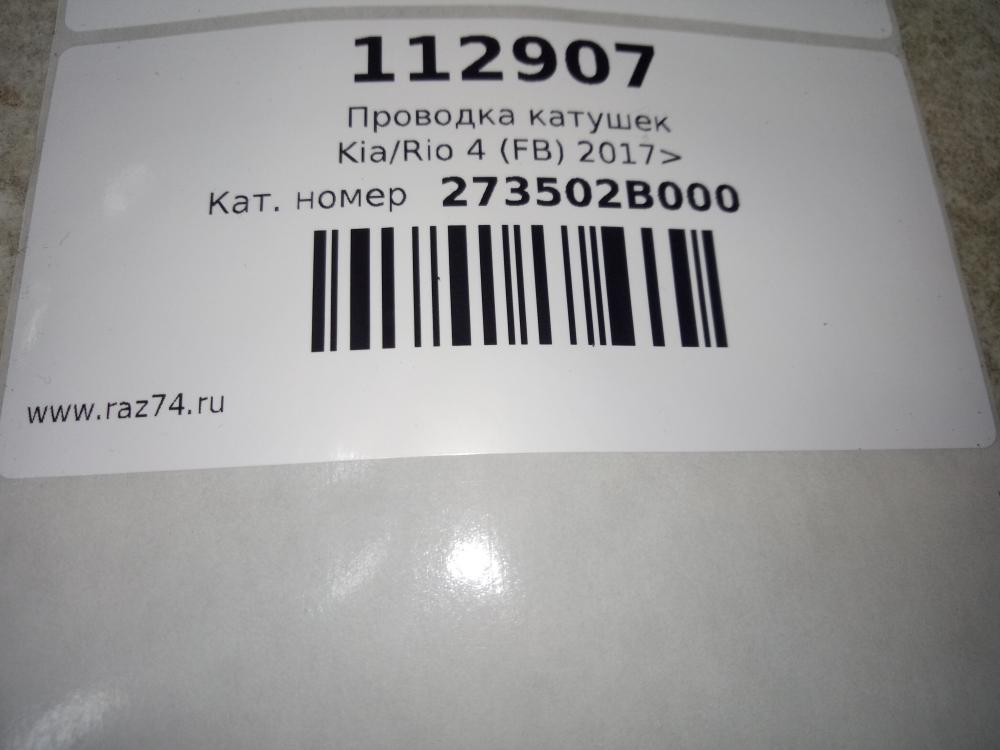 112907
Проводка катушек
Kia/Rio 4 (FB) 2017>
Кат. номер 273502B000
www.raz74.ru